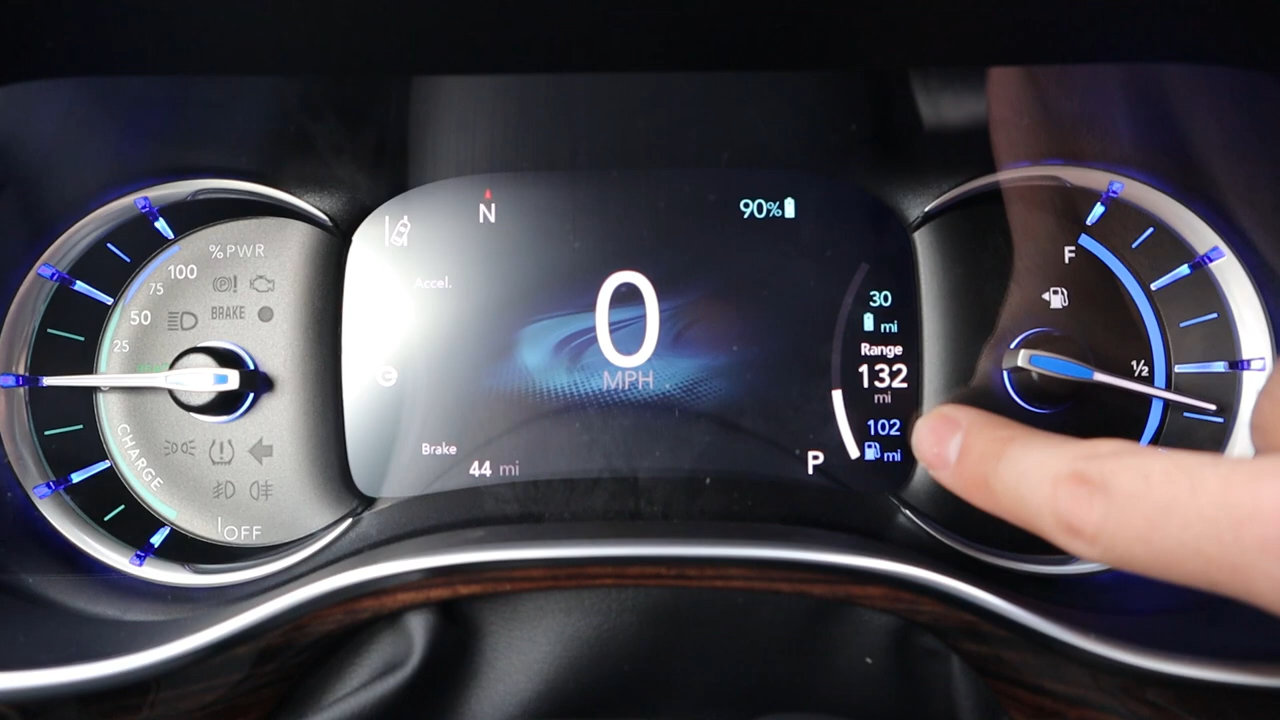 %PWR
100
75
50
25
BRAKE
CHARGE
OFF
N
90%
Accel.
0
MPH
Brake
44 mi
P
30
mi
Range
132
mi
102
mi
F
½